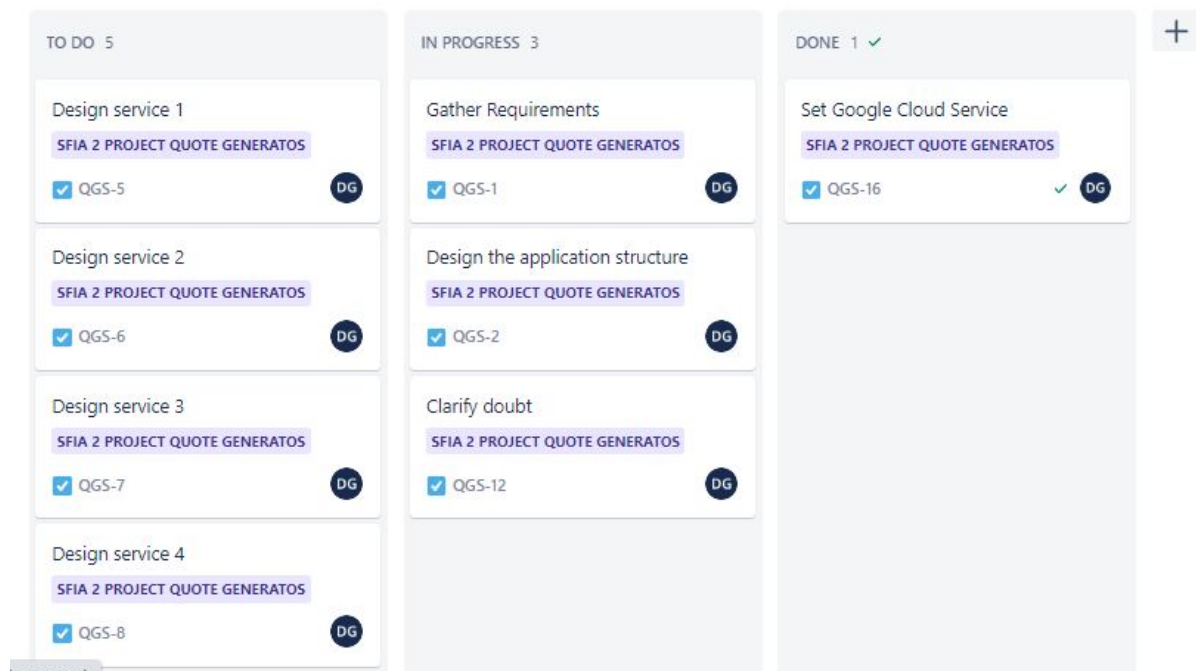 TO DO 5
Design service 1
SFIA 2 PROJECT QUOTE GENERATOS
QGS-5
DG
Design service 2
SFIA 2 PROJECT QUOTE GENERATOS
QGS-6
DG
Design service 3
SFIA 2 PROJECT QUOTE GENERATOS
QGS-7
DG
Design service 4
SFIA 2 PROJECT QUOTE GENERATOS
QGS-8
DG
IN PROGRESS 3
Gather Requirements
SFIA 2 PROJECT QUOTE GENERATOS
QGS-1
DG
Design the application structure
SFIA 2 PROJECT QUOTE GENERATOS
QGS-2
DG
Clarify doubt
SFIA 2 PROJECT QUOTE GENERATOS
QGS-12
DG
DONE 1
Set Google Cloud Service
SFIA 2 PROJECT QUOTE GENERATOS
QGS-16
DG